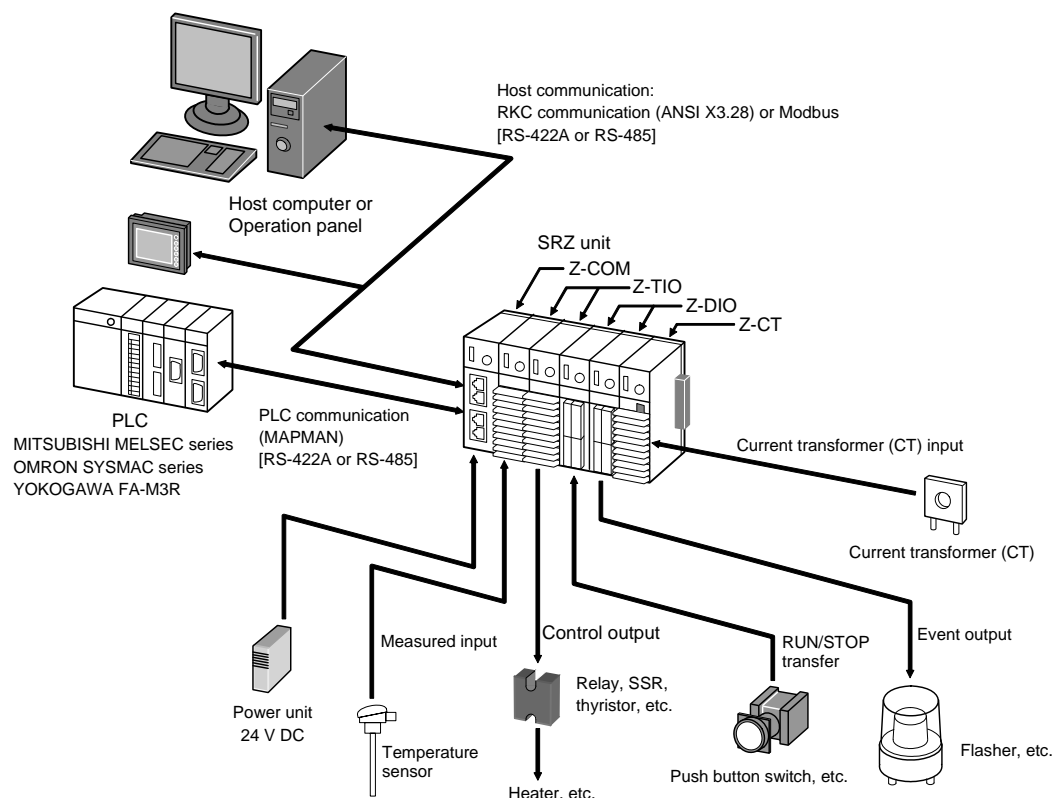 Host communication:
RKC communication (ANSI X3.28) or Modbus
[RS-422A or RS-485]
Host computer or
Operation panel
SRZ unit
Z-COM
Z-TIO
Z-DIO
Z-CT
PLC
MITSUBISHI MELSEC series
OMRON SYSMAC series
YOKOGAWA FA-M3R
PLC communication
(MAPMAN)
[RS-422A or RS-485]
Current transformer (CT) input
Current transformer (CT)
Measured input
Control output
RUN/STOP
transfer
Event output
Power unit
24 V DC
Temperature
sensor
Relay, SSR,
thyristor, etc.
Heater, etc.
Push button switch, etc.
Flasher, etc.